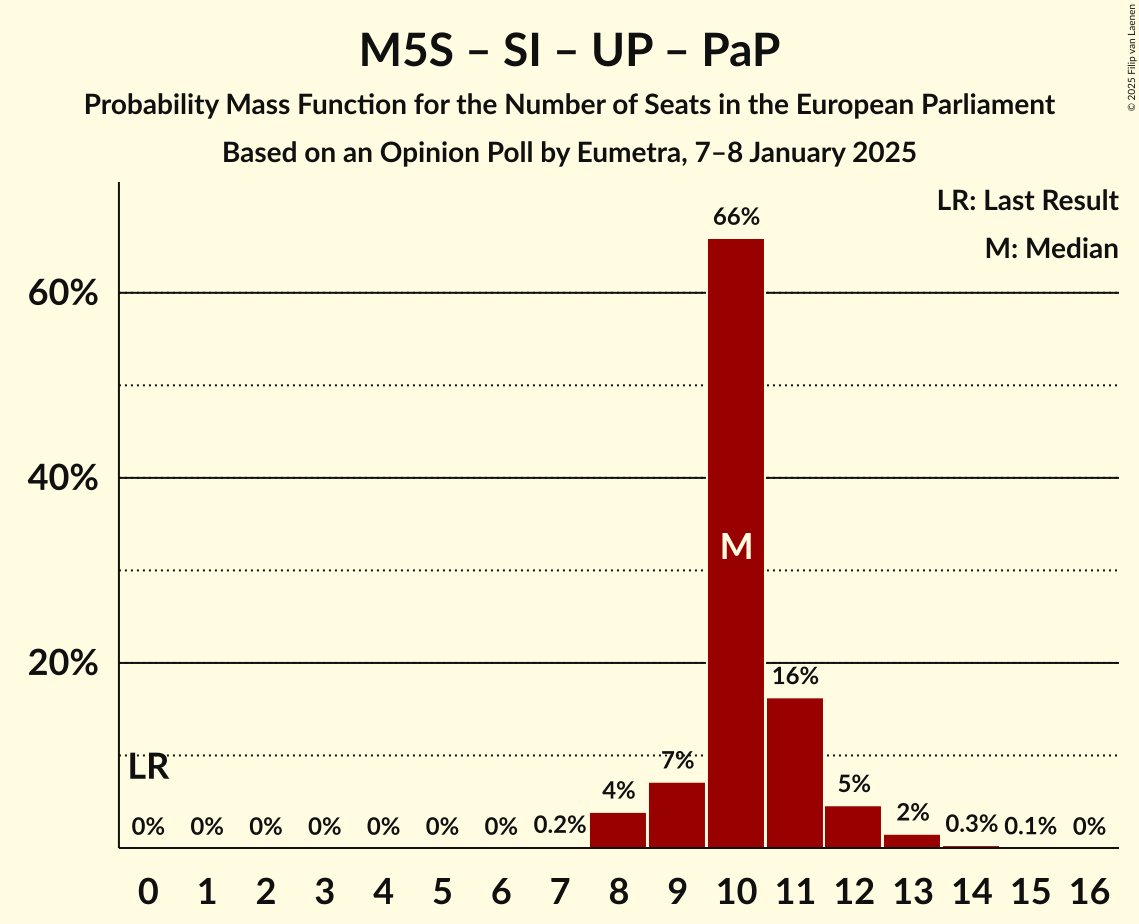 M5S – SI – UP – PaP
Probability Mass Function for the Number of Seats in the European Parliament
Based on an Opinion Poll by Eumetra, 7–8 January 2025
© 2025 Filip van Laenen
LR: Last Result
M: Median
66%
60%
40%
M
20%
16%
LR
7%
5%
4%
2%
0% 0% 0% 0% 0% 0% 0% 0.2% 0.3% 0.1% 0%
0 1 2 3 4 5 6 7 8 9 10 11 12 13 14 15 16